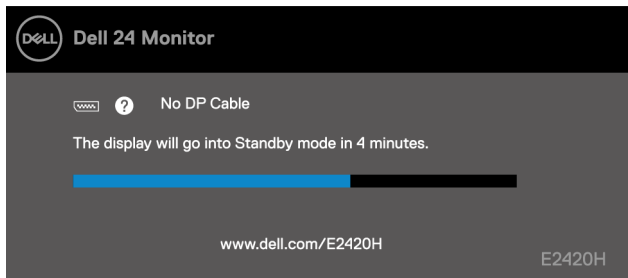 DELL Dell 24 Monitor
? No DP Cable
The display will go into Standby mode in 4 minutes.
www.dell.com/E2420H
E2420H